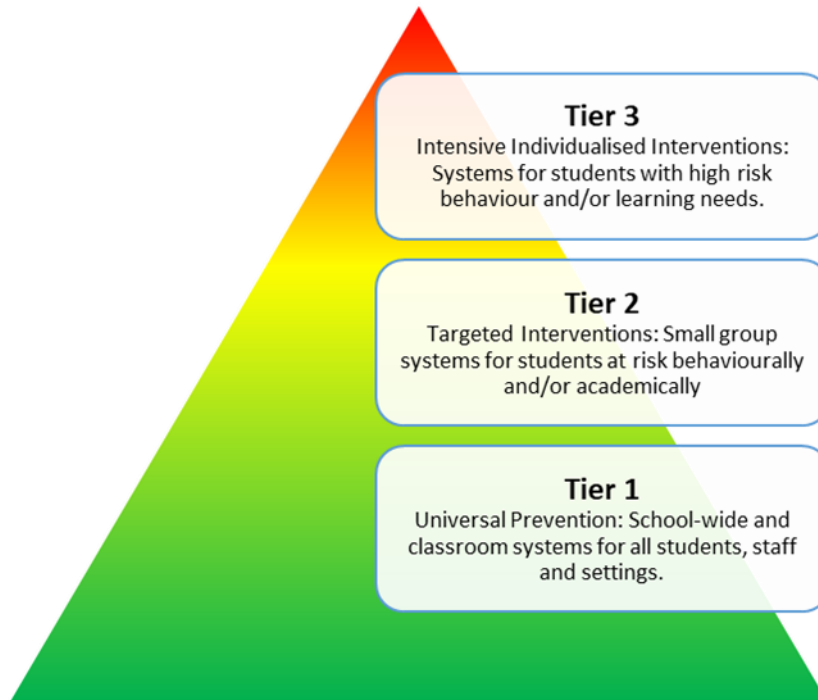 Tier 3
Intensive Individualised Interventions:
Systems for students with high risk
behaviour and/or learning needs.
Tier 2
Targeted Interventions: Small group
systems for students at risk behaviourally
and/or academically
Tier 1
Universal Prevention: School-wide and
classroom systems for all students, staff
and settings.